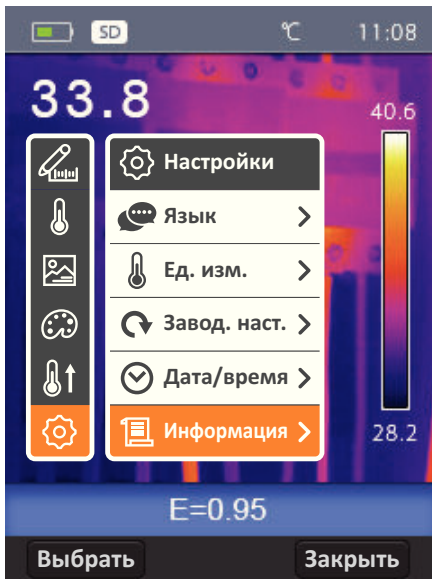 SD ℃ 11:08
33.8
40.6
Настройки
Язык
Ед. изм.
Завод. наст.
Дата/время
Информация
28.2
E=0.95
Выбрать Закрыть